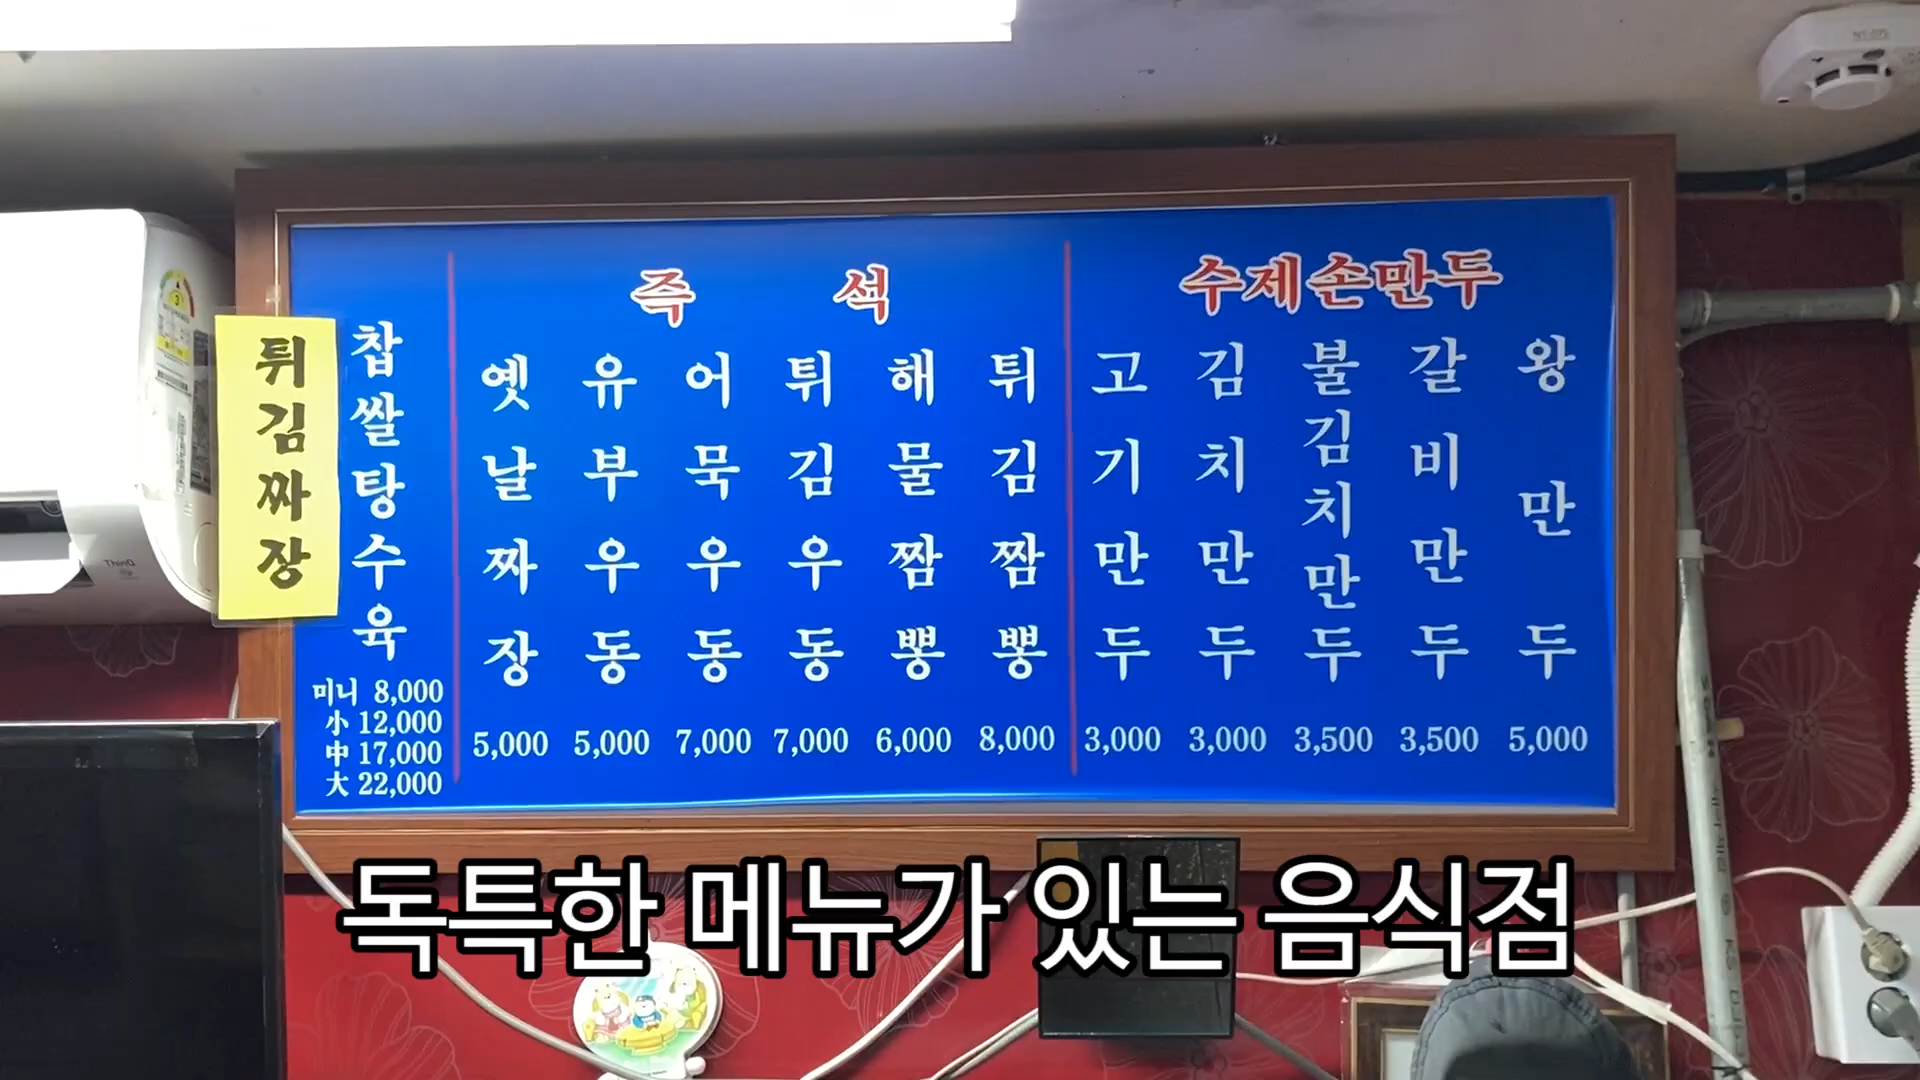 튀김짜장
찹쌀탕수육
미니 8,000
小 12,000
中 17,000
大 22,000
즉석
옛날짜장 5,000
유부우동 5,000
어묵우동 7,000
튀김우동 7,000
해물짬뽕 6,000
튀김짬뽕 8,000
수제손만두
고기만두 3,000
김치만두 3,000
불김치만두 3,500
갈비만두 3,500
왕만두 5,000
ThinQ
독특한 메뉴가 있는 음식점